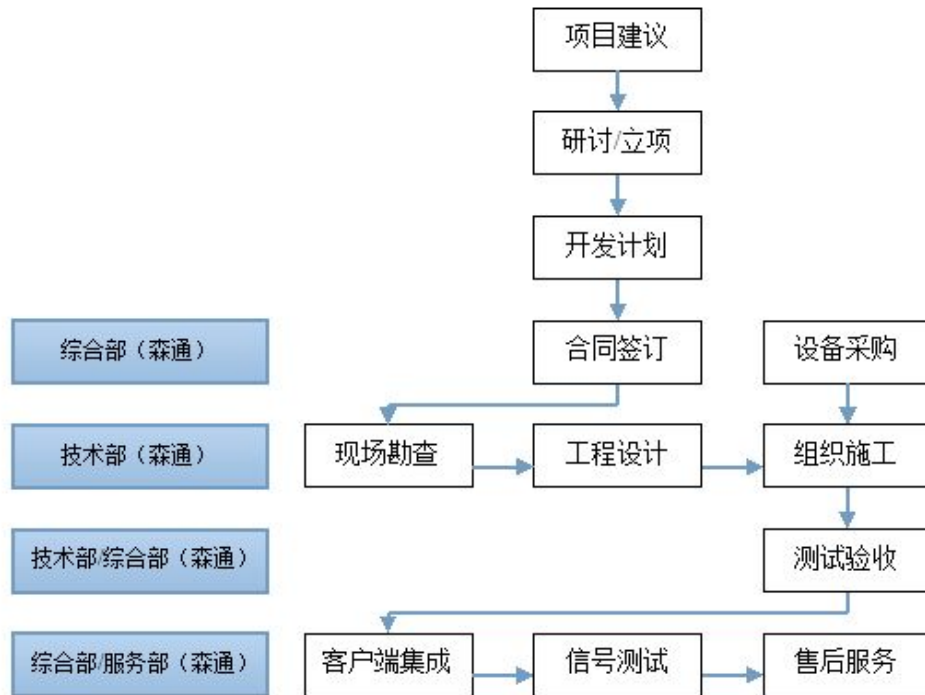 项目建议
研讨/立项
开发计划
综合部（森通）
合同签订
设备采购
技术部（森通）
现场勘查
工程设计
组织施工
技术部/综合部（森通）
测试验收
综合部/服务部（森通）
客户端集成
信号测试
售后服务